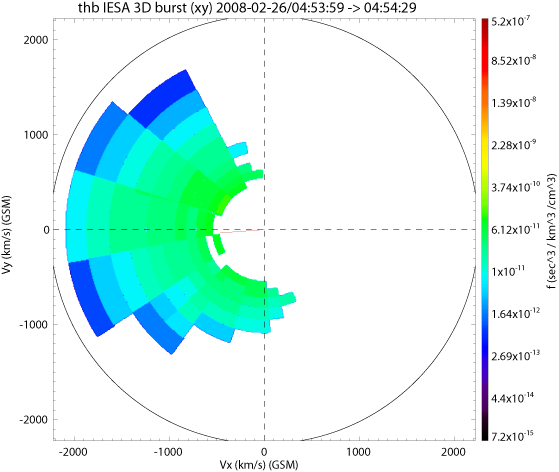 thb IESA 3D burst (xy) 2008-02-26/04:53:59 -> 04:54:29
2000
1000
0
-1000
-2000
Vy (km/s) (GSM)
-2000 -1000 0 1000 2000
Vx (km/s) (GSM)
5.2x10-7
8.52x10-8
1.39x10-8
2.28x10-9
3.74x10-10
6.12x10-11
1x10-11
1.64x10-12
2.69x10-13
4.4x10-14
7.2x10-15
f (sec^3 / km^3 /cm^3)